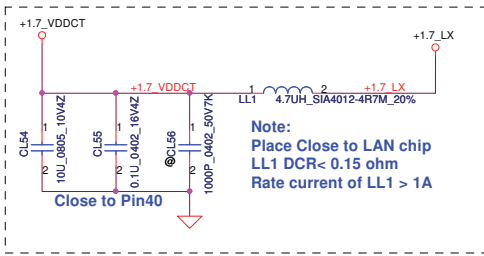 +1.7_VDDCT
+1.7_LX
+1.7_VDDCT
1
2
+1.7_LX
LL1
4.7UH_SIA4012-4R7M_20%
1
2
CL54
10U_0805_10V4Z
1
2
CL55
0.1U_0402_16V4Z
1
2
@CL56
1000P_0402_50V7K
Close to Pin40
Note:
Place Close to LAN chip
LL1 DCR< 0.15 ohm
Rate current of LL1 > 1A